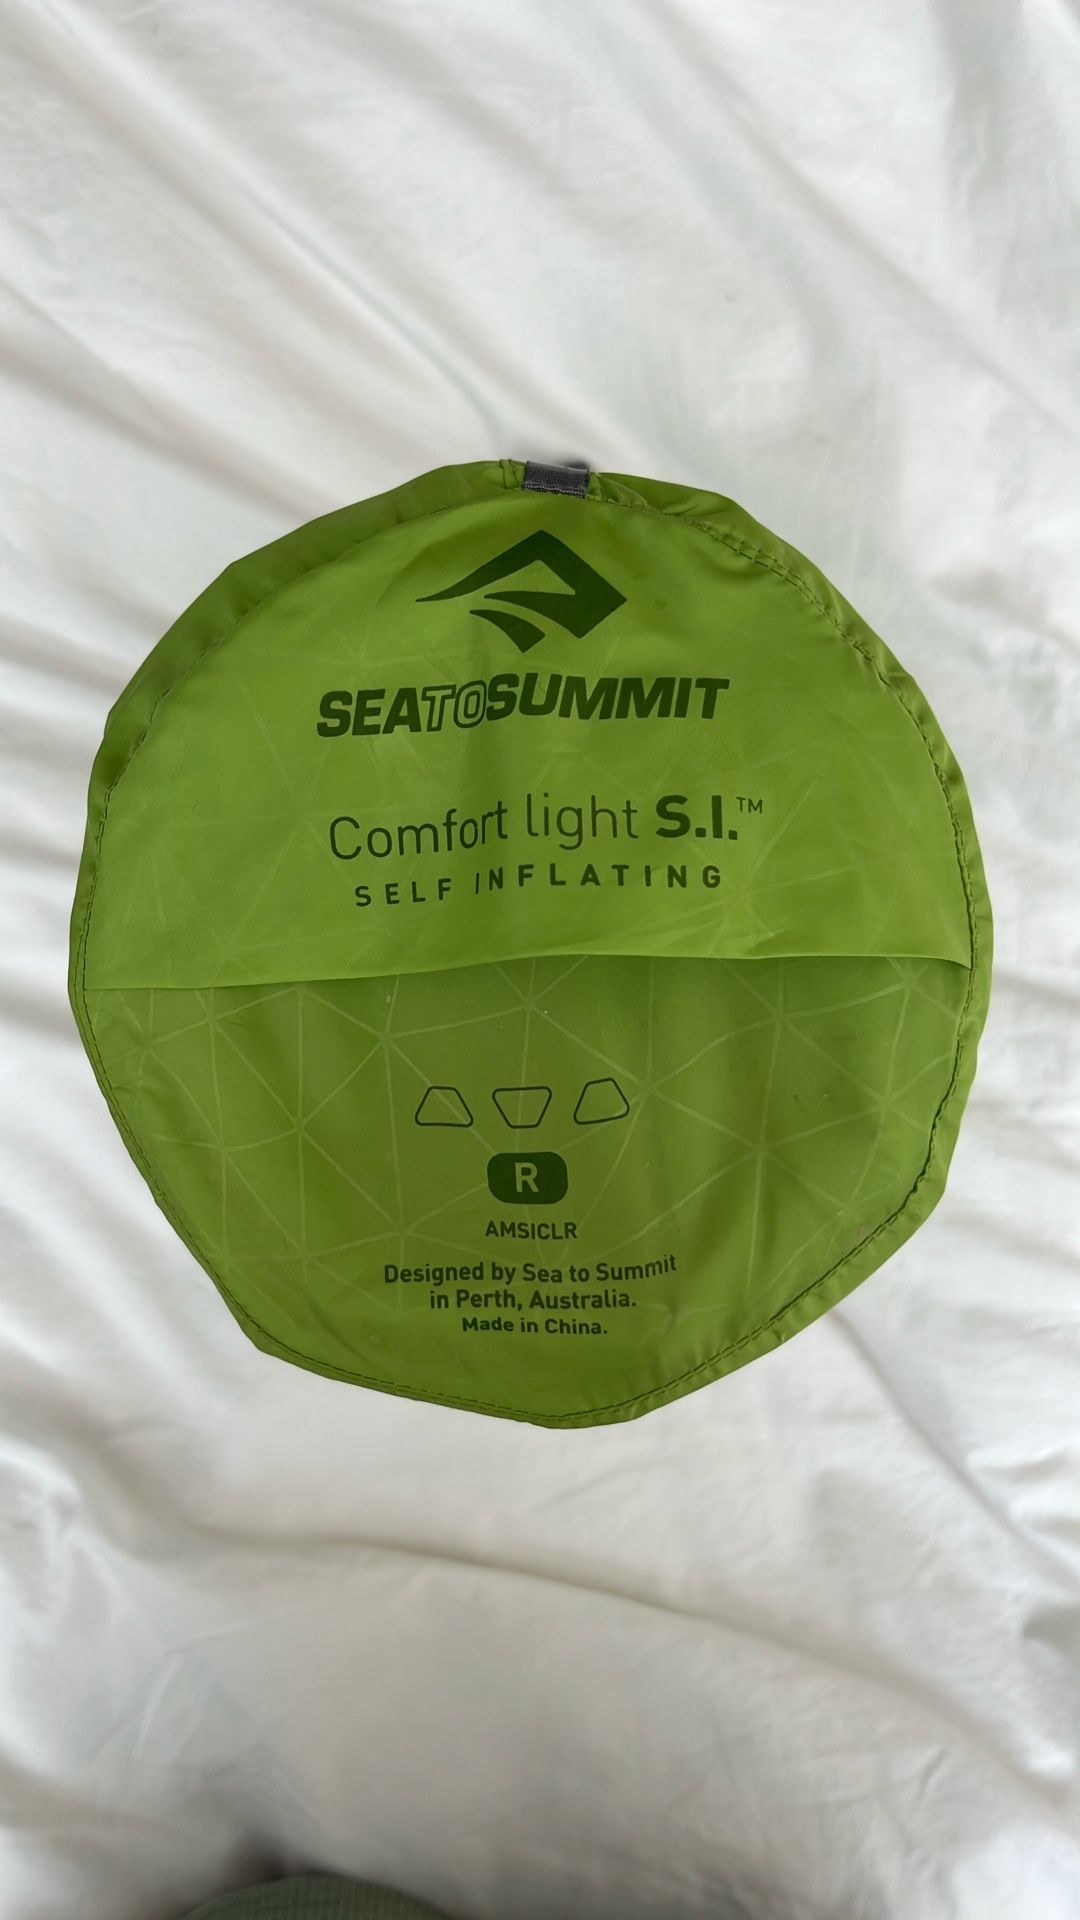 SEATOSUMMIT
Comfort light S.I.™
SELF INFLATING
R
AMSICLR
Designed by Sea to Summit
in Perth, Australia.
Made in China.